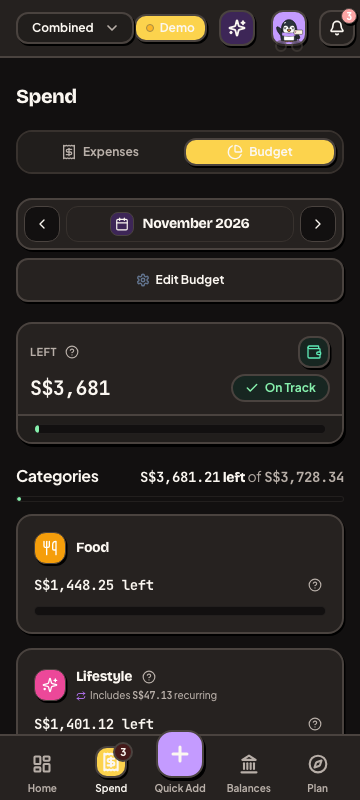 Combined
Demo
3
Spend
Expenses
Budget
November 2026
Edit Budget
LEFT
S$3,681
On Track
Categories
S$3,681.21 left of S$3,728.34
Food
S$1,448.25 left
Lifestyle
Includes S$47.13 recurring
S$1,401.12 left
3
Home
Spend
Quick Add
Balances
Plan